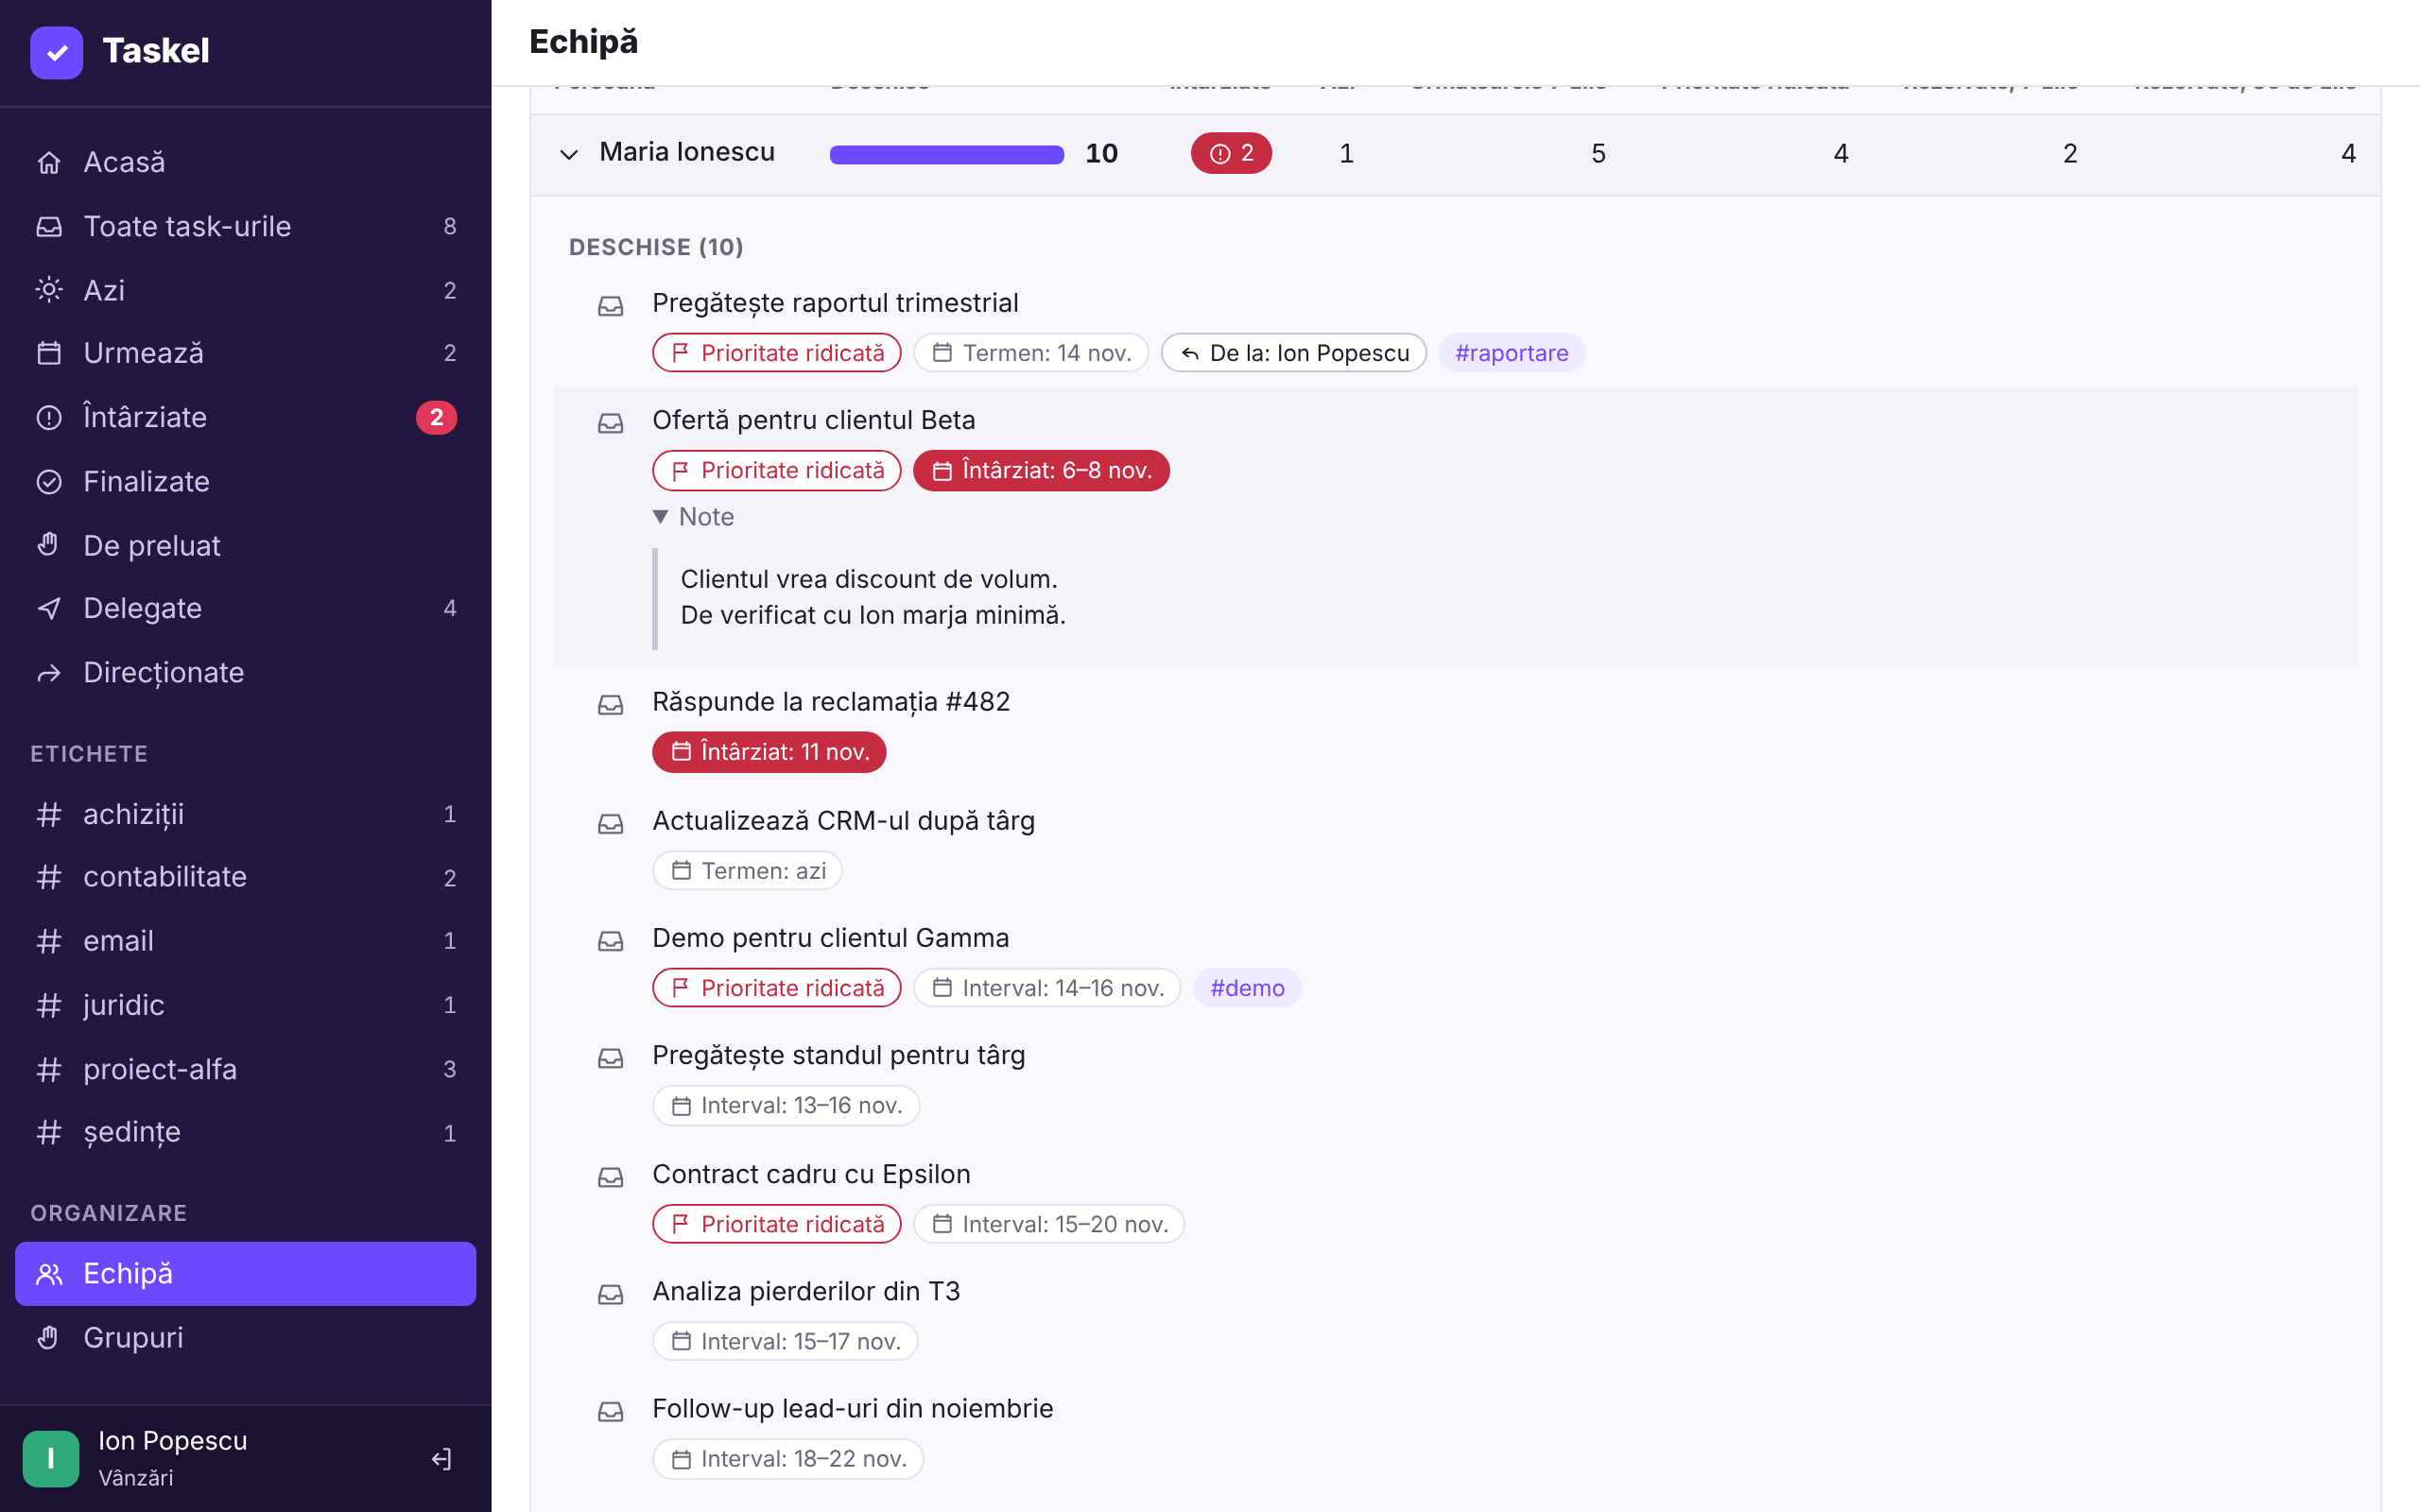 Taskel
Acasă
Toate task-urile 8
Azi 2
Urmează 2
Întârziate 2
Finalizate
De preluat
Delegate 4
Direcționate
ETICHETE
achiziții 1
contabilitate 2
email 1
juridic 1
proiect-alfa 3
ședințe 1
ORGANIZARE
Echipă
Grupuri
I
Ion Popescu
Vânzări
Echipă
Maria Ionescu 10 2 1 5 4 2 4
DESCHISE (10)
Pregătește raportul trimestrial
Prioritate ridicată Termen: 14 nov. De la: Ion Popescu #raportare
Ofertă pentru clientul Beta
Prioritate ridicată Întârziat: 6–8 nov.
Note
Clientul vrea discount de volum.
De verificat cu Ion marja minimă.
Răspunde la reclamația #482
Întârziat: 11 nov.
Actualizează CRM-ul după târg
Termen: azi
Demo pentru clientul Gamma
Prioritate ridicată Interval: 14–16 nov. #demo
Pregătește standul pentru târg
Interval: 13–16 nov.
Contract cadru cu Epsilon
Prioritate ridicată Interval: 15–20 nov.
Analiza pierderilor din T3
Interval: 15–17 nov.
Follow-up lead-uri din noiembrie
Interval: 18–22 nov.